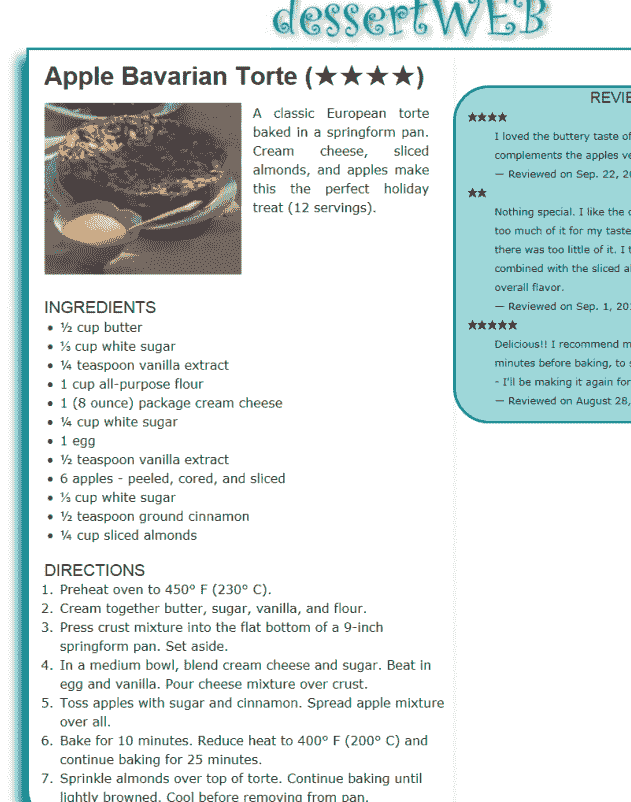 dessertWEB
Apple Bavarian Torte (★★★★)
A classic European torte
baked in a springform pan.
Cream cheese, sliced
almonds, and apples make
this the perfect holiday
treat (12 servings).
INGREDIENTS
• ½ cup butter
• ⅓ cup white sugar
• ¼ teaspoon vanilla extract
• 1 cup all-purpose flour
• 1 (8 ounce) package cream cheese
• ¼ cup white sugar
• 1 egg
• ½ teaspoon vanilla extract
• 6 apples - peeled, cored, and sliced
• ⅓ cup white sugar
• ½ teaspoon ground cinnamon
• ¼ cup sliced almonds
DIRECTIONS
1. Preheat oven to 450° F (230° C).
2. Cream together butter, sugar, vanilla, and flour.
3. Press crust mixture into the flat bottom of a 9-inch
springform pan. Set aside.
4. In a medium bowl, blend cream cheese and sugar. Beat in
egg and vanilla. Pour cheese mixture over crust.
5. Toss apples with sugar and cinnamon. Spread apple mixture
over all.
6. Bake for 10 minutes. Reduce heat to 400° F (200° C) and
continue baking for 25 minutes.
7. Sprinkle almonds over top of torte. Continue baking until
lightly browned. Cool before removing from pan.
REVIE
★★★★
I loved the buttery taste of
complements the apples ve
— Reviewed on Sep. 22, 2
★★
Nothing special. I like the
too much of it for my taste
there was too little of it. I
combined with the sliced al
overall flavor.
— Reviewed on Sep. 1, 20
★★★★★
Delicious!! I recommend m
minutes before baking, to
- I'll be making it again for
— Reviewed on August 28,